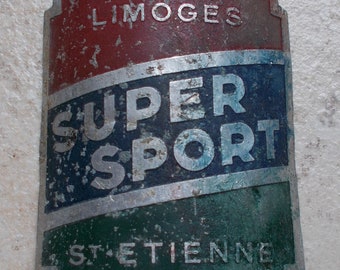 LIMOGES
SUPER
SPORT
ST ETIENNE